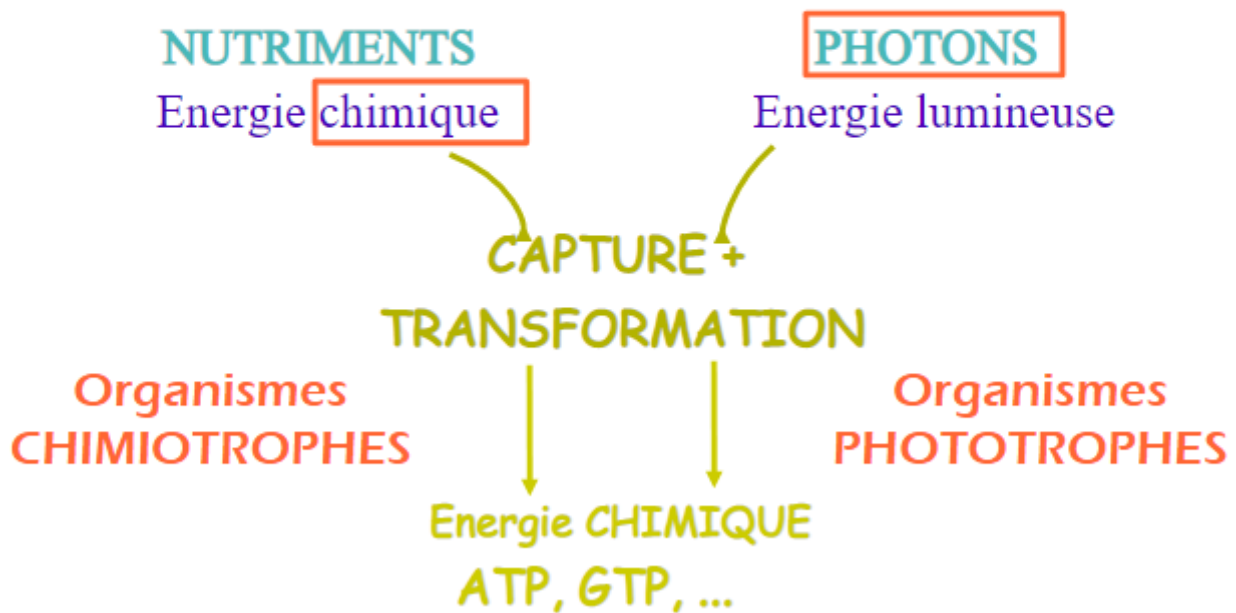 NUTRIMENTS
Energie chimique
PHOTONS
Energie lumineuse
CAPTURE +
TRANSFORMATION
Organismes
CHIMIOTROPHES
Organismes
PHOTOTROPHES
Energie CHIMIQUE
ATP, GTP, ...